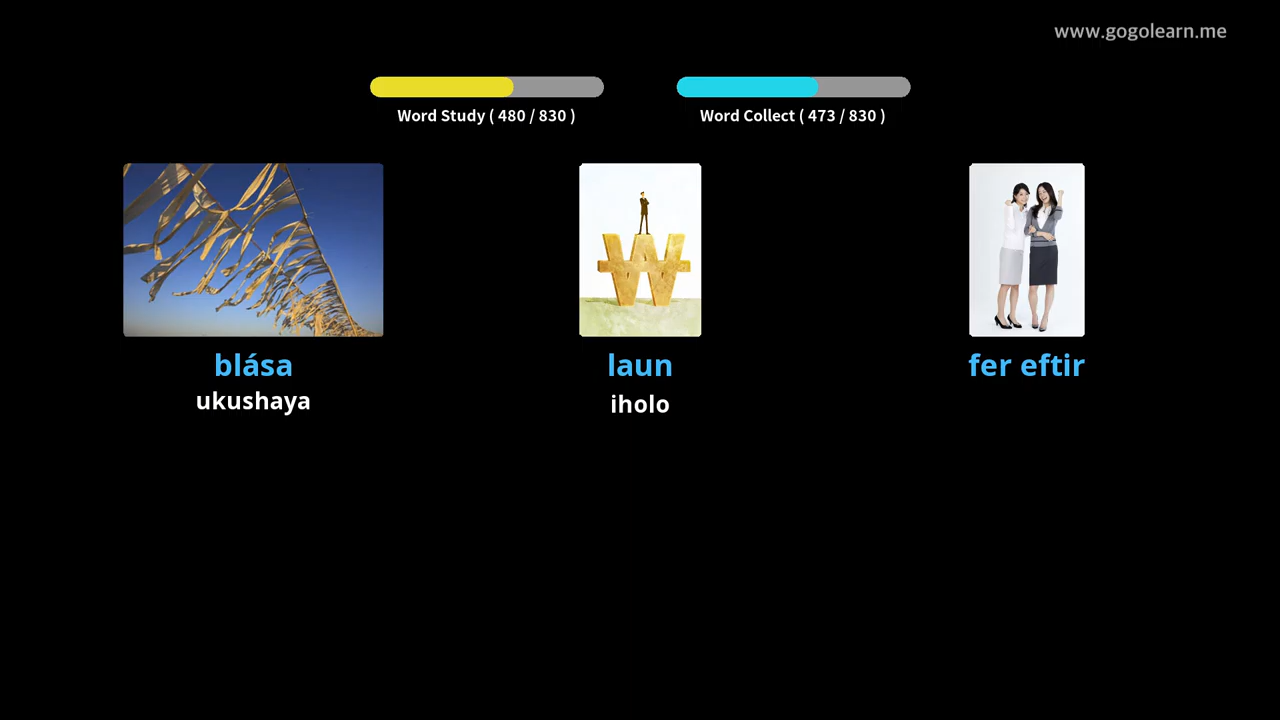 www.gogolearn.me
Word Study ( 480 / 830 )
Word Collect ( 473 / 830 )
blása
ukushaya
laun
iholo
fer eftir